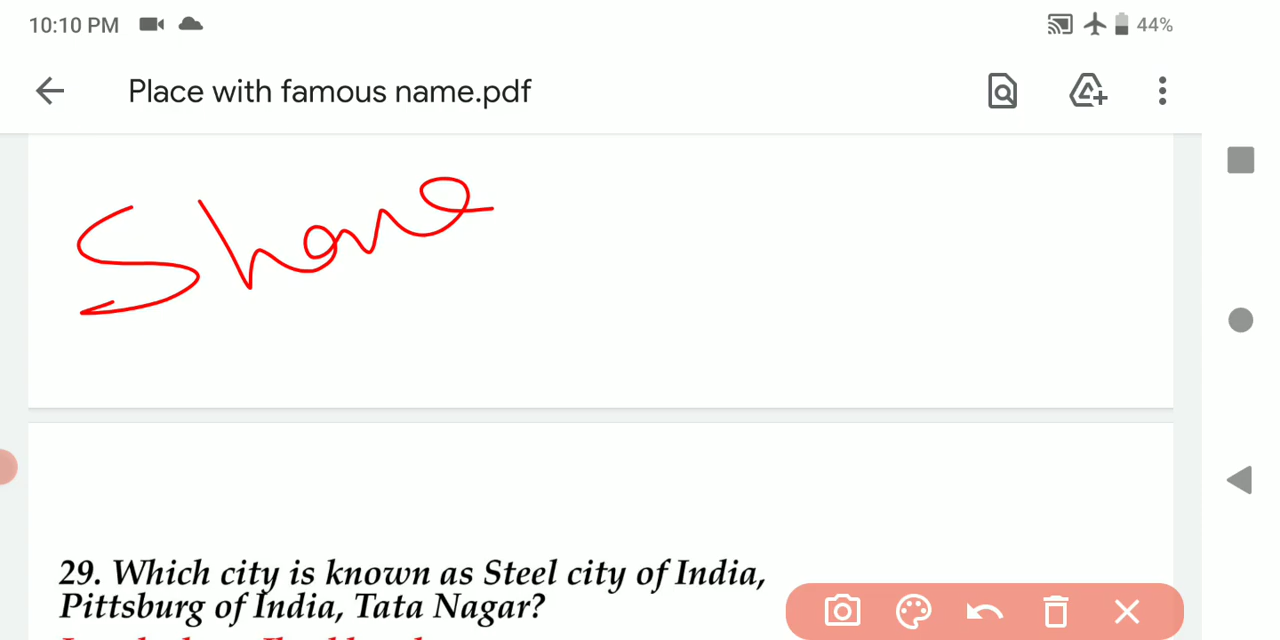 10:10 PM 44%
Place with famous name.pdf
Share
29. Which city is known as Steel city of India,
Pittsburg of India, Tata Nagar?